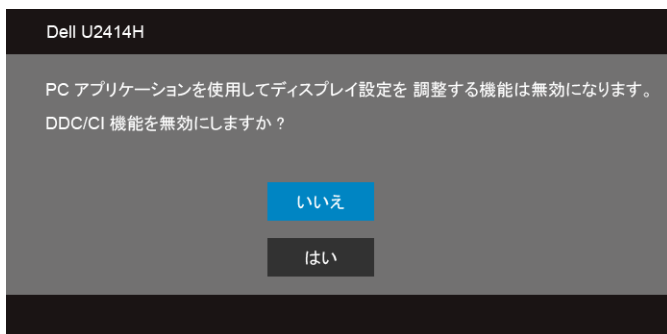 Dell U2414H
PC アプリケーションを使用してディスプレイ設定を 調整する機能は無効になります。
DDC/CI 機能を無効にしますか ?
いいえ
はい